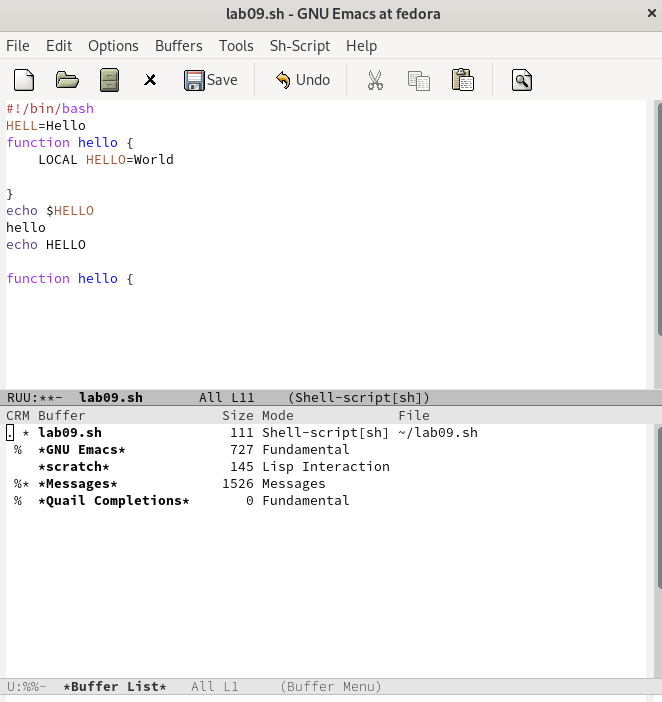 lab09.sh - GNU Emacs at fedora ×
File Edit Options Buffers Tools Sh-Script Help
Save Undo
#!/bin/bash
HELL=Hello
function hello {
    LOCAL HELLO=World
}
echo $HELLO
hello
echo HELLO
function hello {
RUU:**-  lab09.sh       All L11    (Shell-script[sh])
CRM Buffer                 Size Mode             File
. * lab09.sh                111 Shell-script[sh] ~/lab09.sh
 %  *GNU Emacs*             727 Fundamental
    *scratch*               145 Lisp Interaction
 %* *Messages*             1526 Messages
 %  *Quail Completions*       0 Fundamental
U:%%-  *Buffer List*   All L1     (Buffer Menu)